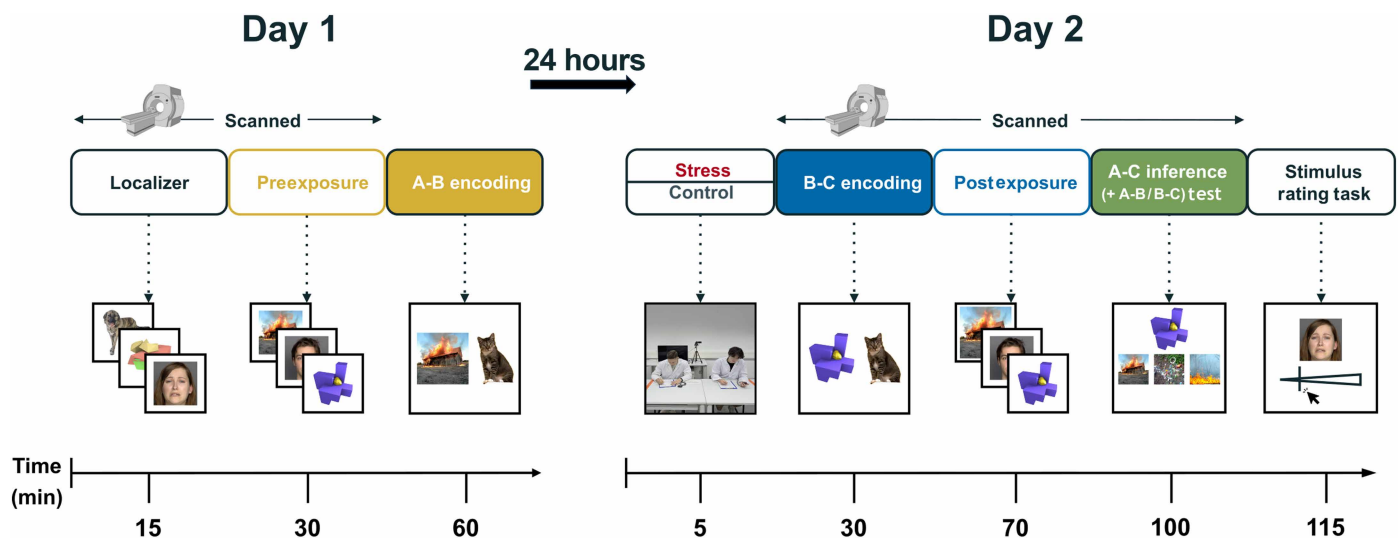 Day 1
24 hours
Day 2
Scanned
Scanned
Localizer
Preexposure
A-B encoding
Stress
Control
B-C encoding
Postexposure
A-C inference
(+ A-B/B-C) test
Stimulus
rating task
Time
(min)
15
30
60
5
30
70
100
115